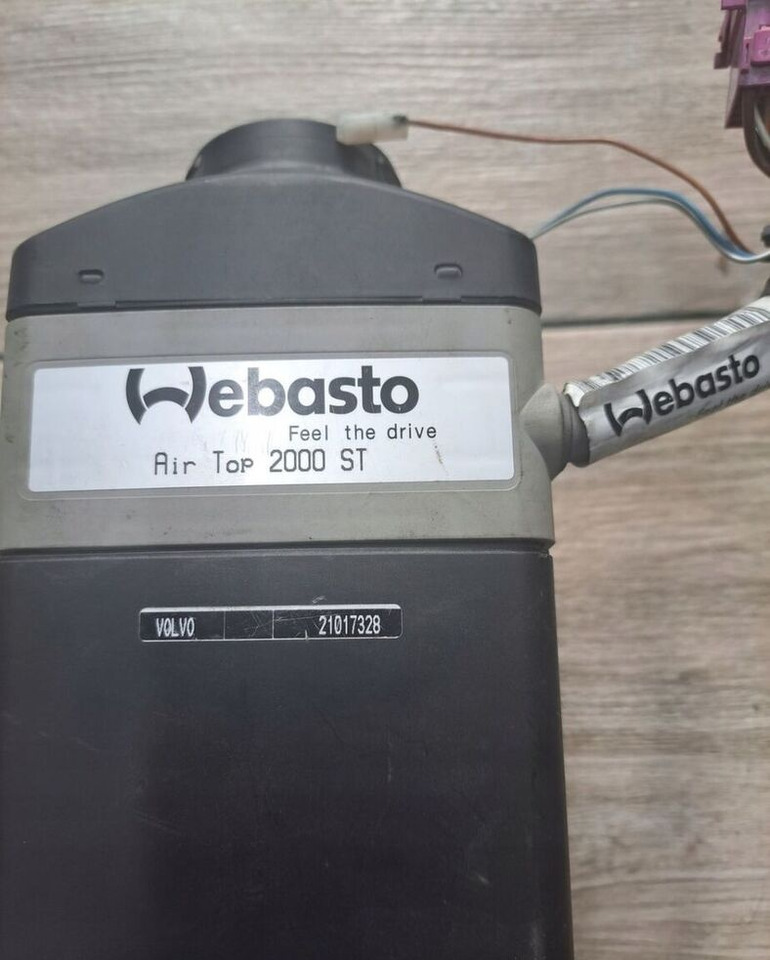 Webasto
Feel the drive
Air Top 2000 ST
Webasto
VOLVO 21017328